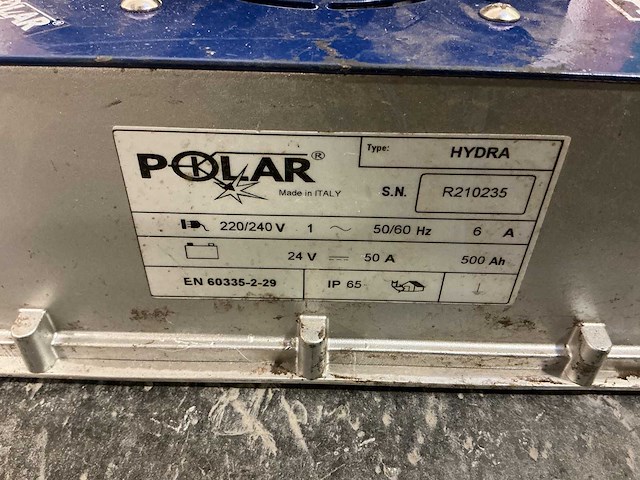 POLAR
POLAR®
Made in ITALY
Type:
HYDRA
S.N.
R210235
220/240 V 1 ~ 50/60 Hz 6 A
24 V ⎓ 50 A 500 Ah
EN 60335-2-29
IP 65